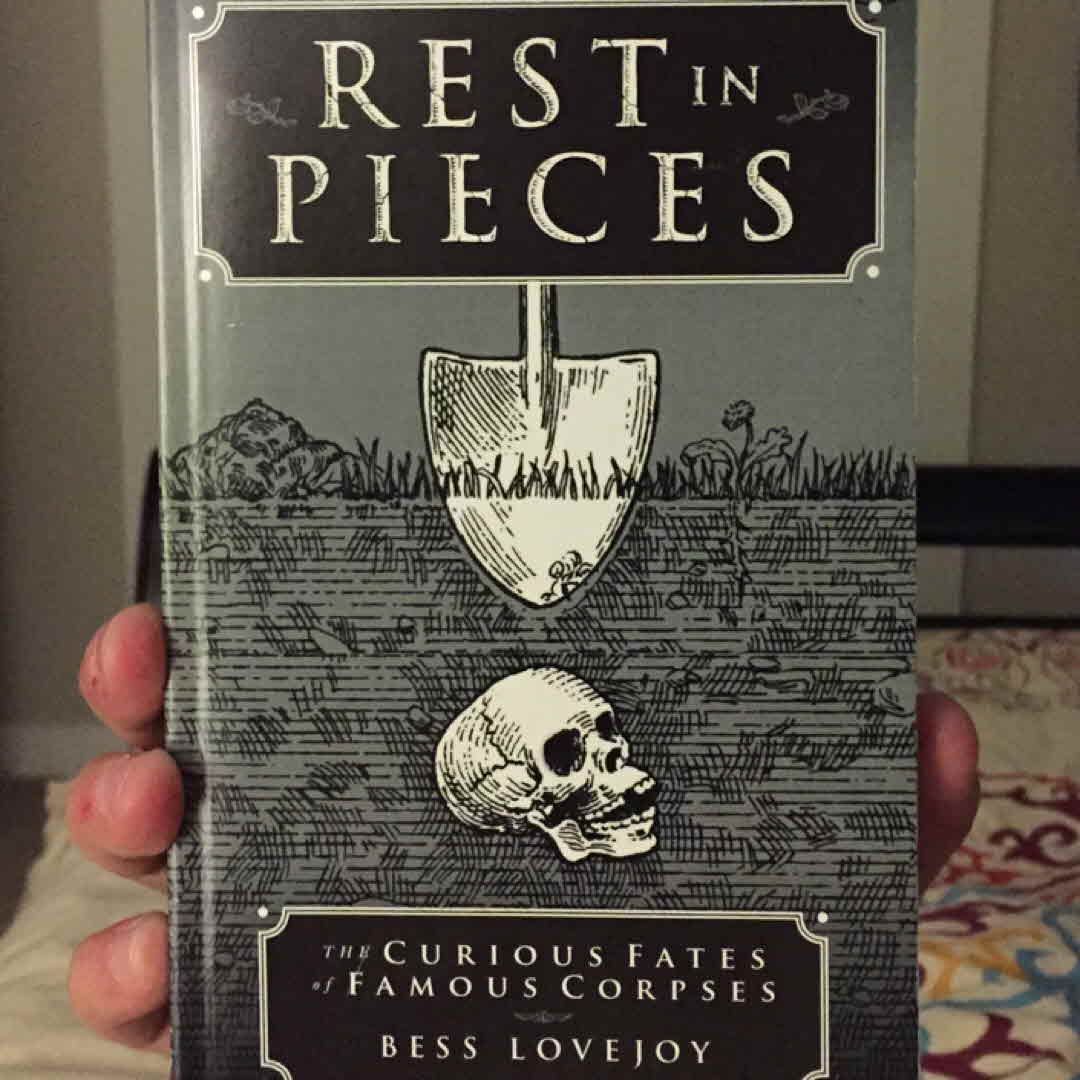 REST IN
PIECES
THE CURIOUS FATES
of FAMOUS CORPSES
BESS LOVEJOY